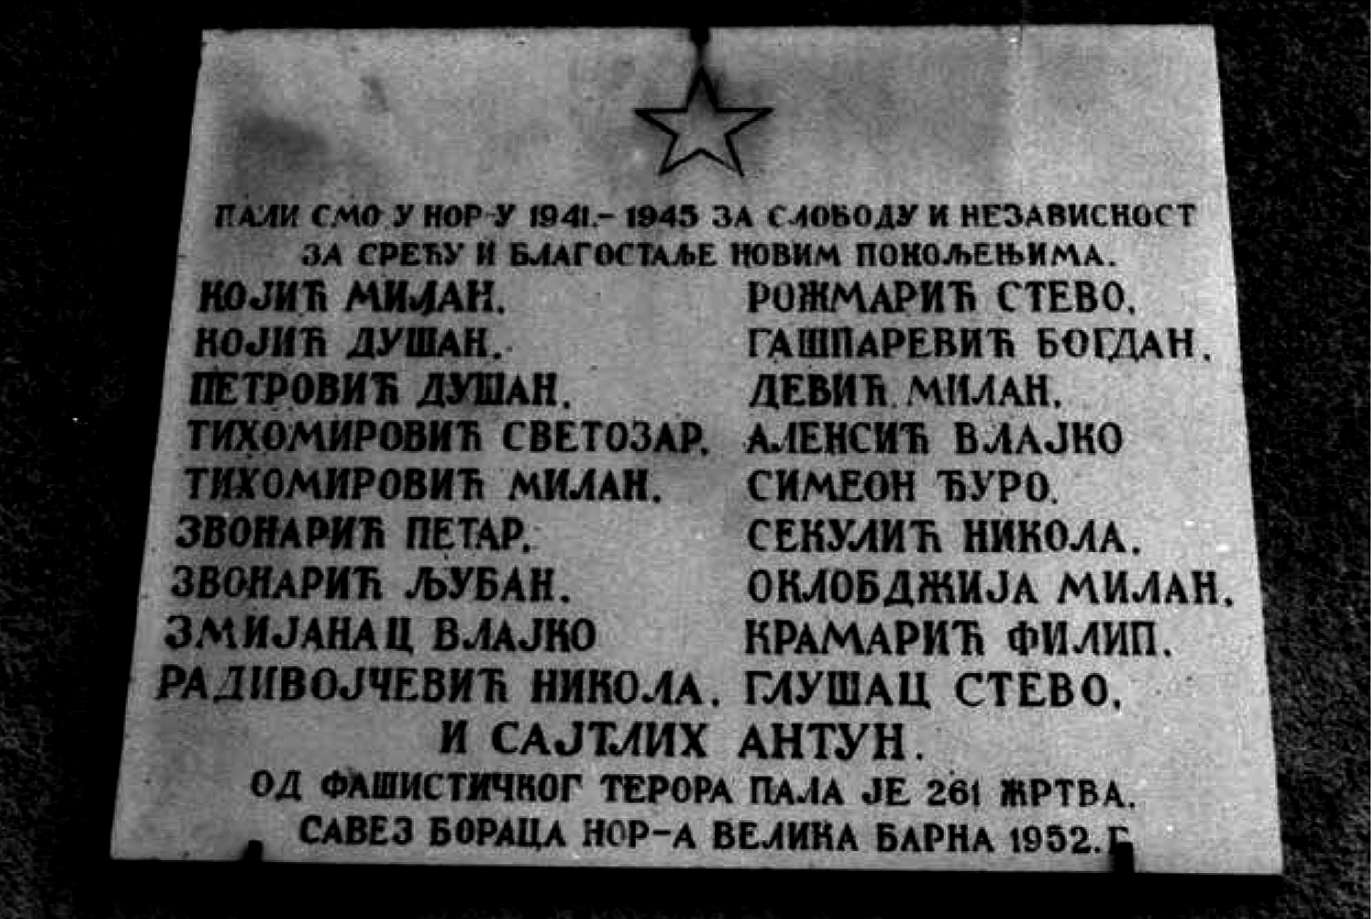 ПАЛИ СМО У НОР-У 1941.- 1945 ЗА СЛОБОДУ И НЕЗАВИСНОСТ
ЗА СРЕЋУ И БЛАГОСТАЉЕ НОВИМ ПОКОЉЕЊИМА.
КОЈИЋ МИЛАН. РОЖМАРИЋ СТЕВО.
КОЈИЋ ДУШАН. ГАШПАРЕВИЋ БОГДАН.
ПЕТРОВИЋ ДУШАН. ДЕВИЋ МИЛАН.
ТИХОМИРОВИЋ СВЕТОЗАР. АЛЕКСИЋ ВЛАЈКО
ТИХОМИРОВИЋ МИЛАН. СИМЕОН ЂУРО.
ЗВОНАРИЋ ПЕТАР. СЕКУЛИЋ НИКОЛА.
ЗВОНАРИЋ ЉУБАН. ОКЛОБДЖИЈА МИЛАН.
ЗМИЈАНАЦ ВЛАЈКО КРАМАРИЋ ФИЛИП.
РАДИВОЈЧЕВИЋ НИКОЛА. ГЛУШАЦ СТЕВО.
И САЈТЛИХ АНТУН.
ОД ФАШИСТИЧКОГ ТЕРОРА ПАЛА ЈЕ 261 ЖРТВА.
САВЕЗ БОРАЦА НОР-А ВЕЛИКА БАРНА 1952.Г.